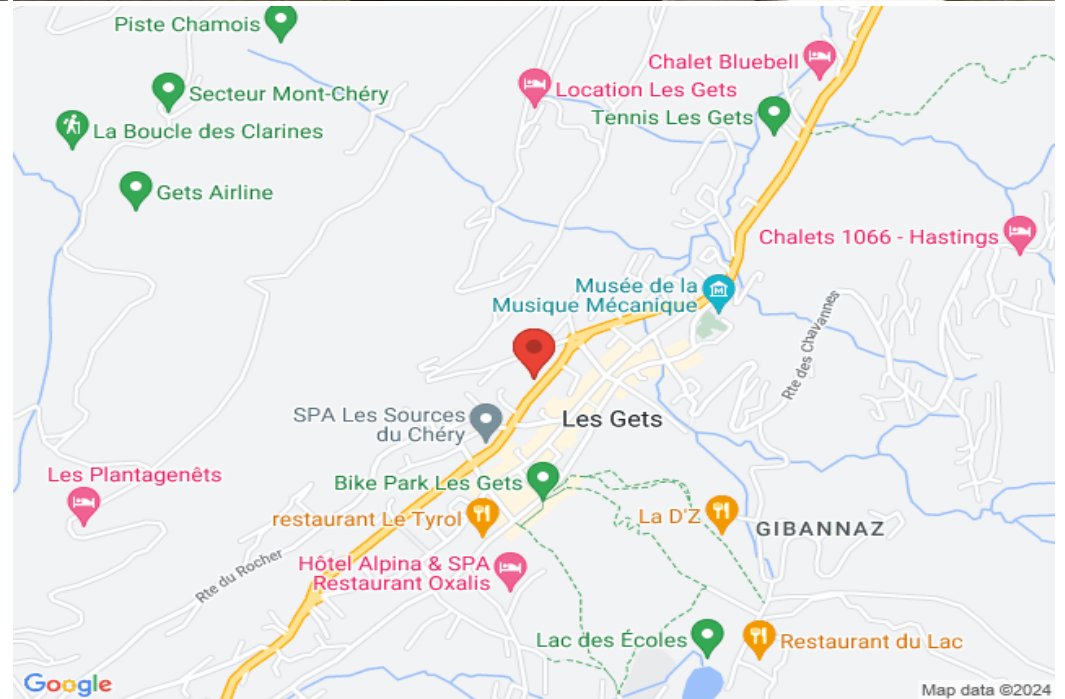 Piste Chamois
Chalet Bluebell
Secteur Mont-Chéry
Location Les Gets
Tennis Les Gets
La Boucle des Clarines
Gets Airline
Chalets 1066 - Hastings
Musée de la
Musique Mécanique
Rte des Chavannes
SPA Les Sources
du Chéry
Les Gets
Les Plantagenêts
Bike Park Les Gets
restaurant Le Tyrol
La D'Z
GIBANNAZ
Hôtel Alpina & SPA
Restaurant Oxalis
Rte du Rocher
Lac des Écoles
Restaurant du Lac
Google
Map data ©2024